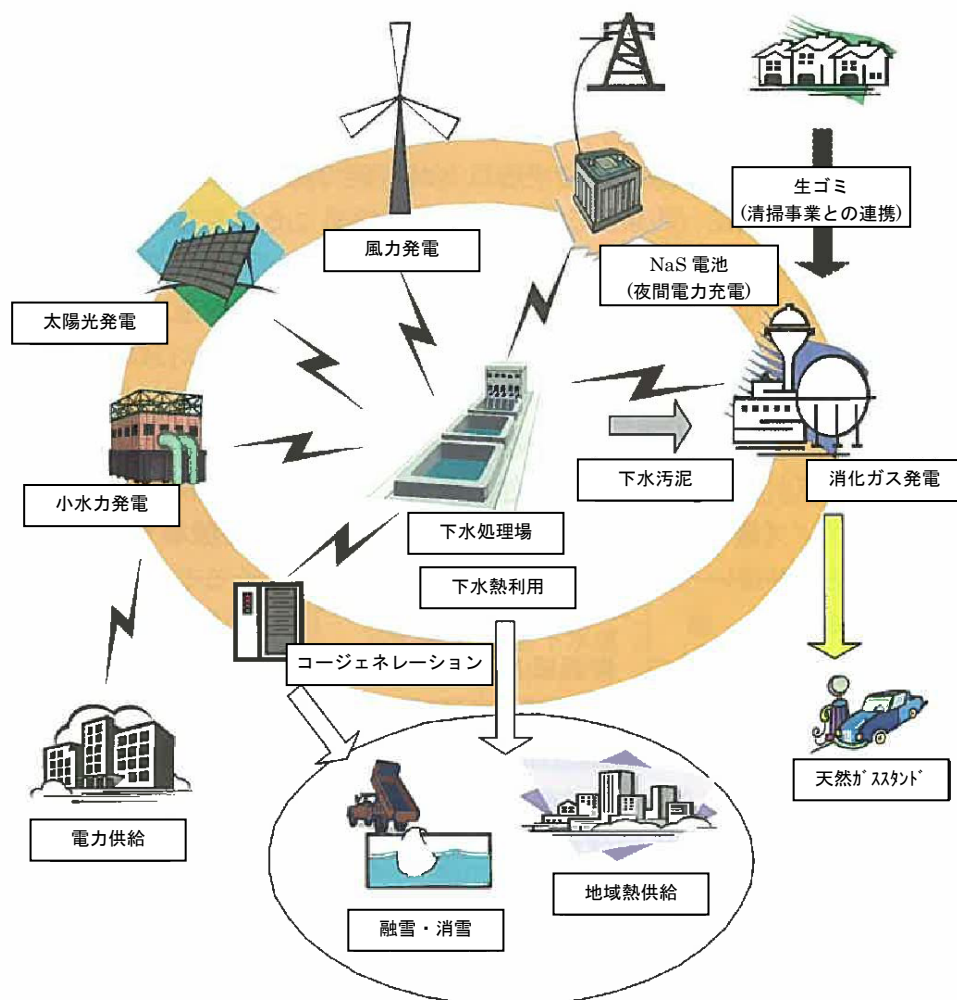 生ゴミ
(清掃事業との連携)
風力発電
NaS 電池
(夜間電力充電)
太陽光発電
小水力発電
下水汚泥
消化ガス発電
下水処理場
下水熱利用
コージェネレーション
天然ｶﾞｽｽﾀﾝﾄﾞ
電力供給
地域熱供給
融雪・消雪